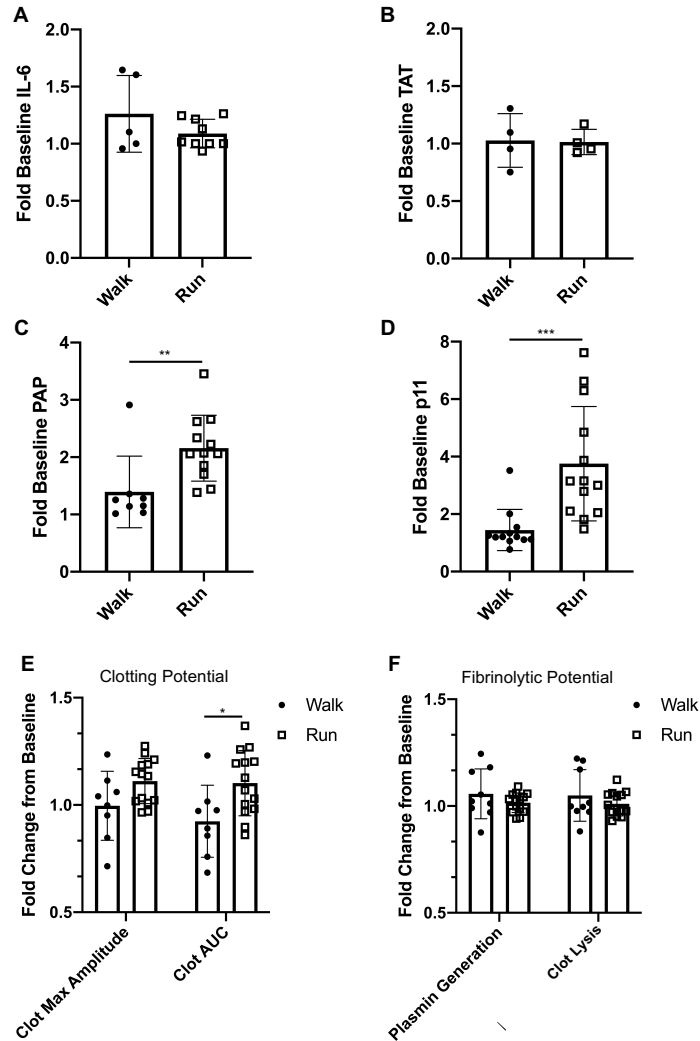 A
Fold Baseline IL-6
2.0
1.5
1.0
0.5
0.0
Walk
Run
B
Fold Baseline TAT
2.0
1.5
1.0
0.5
0.0
Walk
Run
C
Fold Baseline PAP
4
3
2
1
0
**
Walk
Run
D
Fold Baseline p11
8
6
4
2
0
***
Walk
Run
E
Clotting Potential
Fold Change from Baseline
1.5
1.0
0.5
*
Walk
Run
Clot Max Amplitude
Clot AUC
F
Fibrinolytic Potential
Fold Change from Baseline
1.5
1.0
0.5
Walk
Run
Plasmin Generation
Clot Lysis